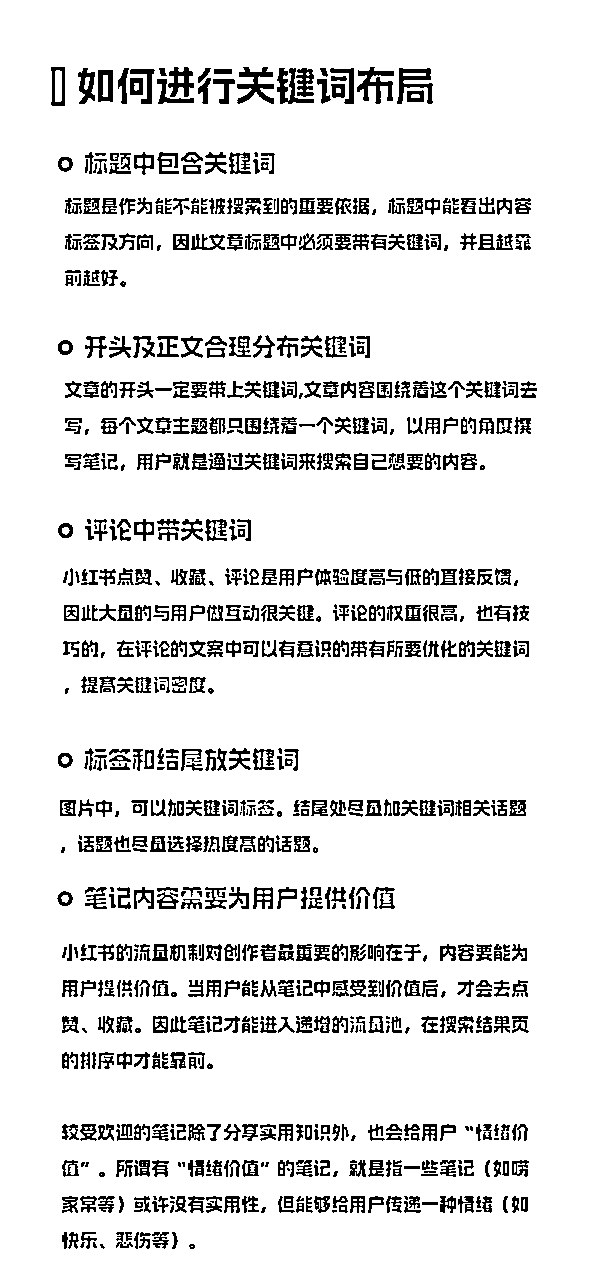 如何进行关键词布局
标题中包含关键词
标题是作为能不能被搜索到的重要依据，标题中能看出内容
标签及方向，因此文章标题中必须要带有关键词，并且越靠
前越好。
开头及正文合理分布关键词
文章的开头一定要带上关键词,文章内容围绕着这个关键词去
写，每个文章主题都只围绕着一个关键词，以用户的角度撰
写笔记，用户就是通过关键词来搜索自己想要的内容。
评论中带关键词
小红书点赞、收藏、评论是用户体验度高与低的直接反馈，
因此大量的与用户做互动很关键。评论的权重很高，也有技
巧的，在评论的文案中可以有意识的带有所要优化的关键词
，提高关键词密度。
标签和结尾放关键词
图片中，可以加关键词标签。结尾处尽量加关键词相关话题
，话题也尽量选择热度高的话题。
笔记内容需要为用户提供价值
小红书的流量机制对创作者最重要的影响在于，内容要能为
用户提供价值。当用户能从笔记中感受到价值后，才会去点
赞、收藏。因此笔记才能进入递增的流量池，在搜索结果页
的排序中才能靠前。
较受欢迎的笔记除了分享实用知识外，也会给用户“情绪价
值”。所谓有“情绪价值”的笔记，就是指一些笔记（如唠
家常等）或许没有实用性，但能够给用户传递一种情绪（如
快乐、悲伤等）。